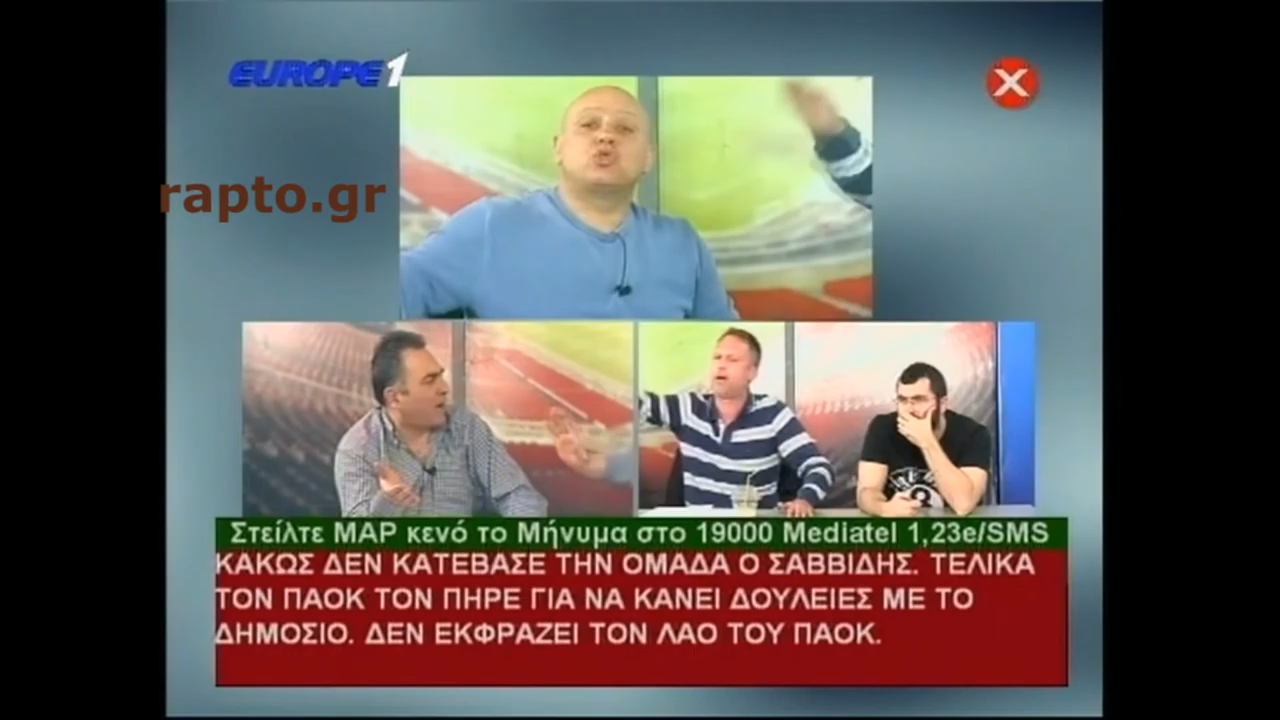 EUROPE1
X
rapto.gr
Στείλτε ΜΑΡ κενό το Μήνυμα στο 19000 Mediatel 1,23e/SMS
ΚΑΚΩΣ ΔΕΝ ΚΑΤΕΒΑΣΕ ΤΗΝ ΟΜΑΔΑ Ο ΣΑΒΒΙΔΗΣ. ΤΕΛΙΚΑ
ΤΟΝ ΠΑΟΚ ΤΟΝ ΠΗΡΕ ΓΙΑ ΝΑ ΚΑΝΕΙ ΔΟΥΛΕΙΕΣ ΜΕ ΤΟ
ΔΗΜΟΣΙΟ. ΔΕΝ ΕΚΦΡΑΖΕΙ ΤΟΝ ΛΑΟ ΤΟΥ ΠΑΟΚ.